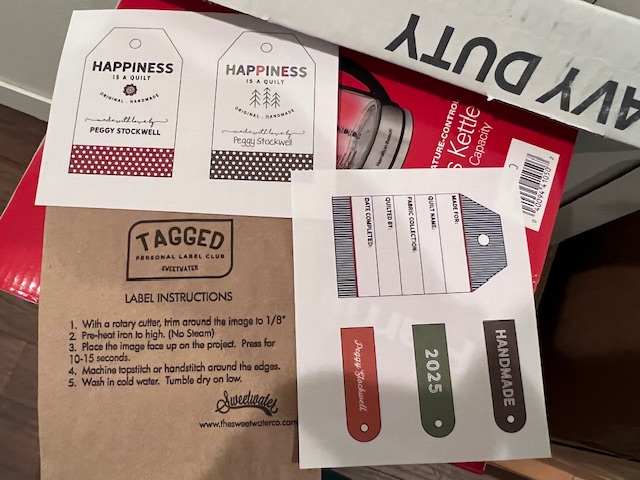 HAPPINESS
IS A QUILT
ORIGINAL . HANDMADE
made with love by
PEGGY STOCKWELL
HAPPINESS
IS A QUILT
ORIGINAL . HANDMADE
made with love by
Peggy Stockwell
AVY DUTY
ATURE-CONTRO
s Kettle
Capacity
Hamilton Beach
TAGGED
PERSONAL LABEL CLUB
SWEETWATER
LABEL INSTRUCTIONS
1. With a rotary cutter, trim around the image to 1/8"
2. Pre-heat iron to high. (No Steam)
3. Place the image face up on the project. Press for
10-15 seconds.
4. Machine topstitch or handstitch around the edges.
5. Wash in cold water. Tumble dry on low.
Sweetwater
www.thesweetwaterco.com
MADE FOR:
QUILT NAME:
FABRIC COLLECTION:
QUILTED BY:
DATE COMPLETED:
Peggy Stockwell
2025
HANDMADE